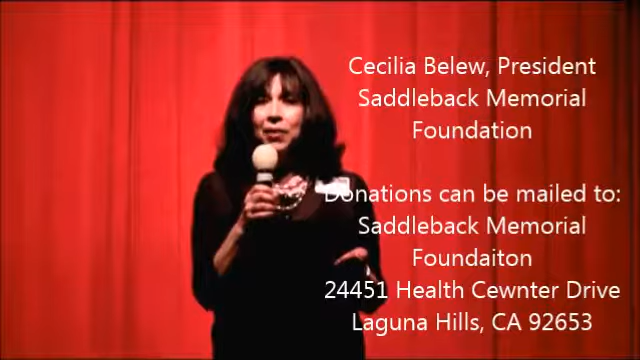 Cecilia Belew, President
Saddleback Memorial
Foundation
Donations can be mailed to:
Saddleback Memorial
Foundaiton
24451 Health Cewnter Drive
Laguna Hills, CA 92653